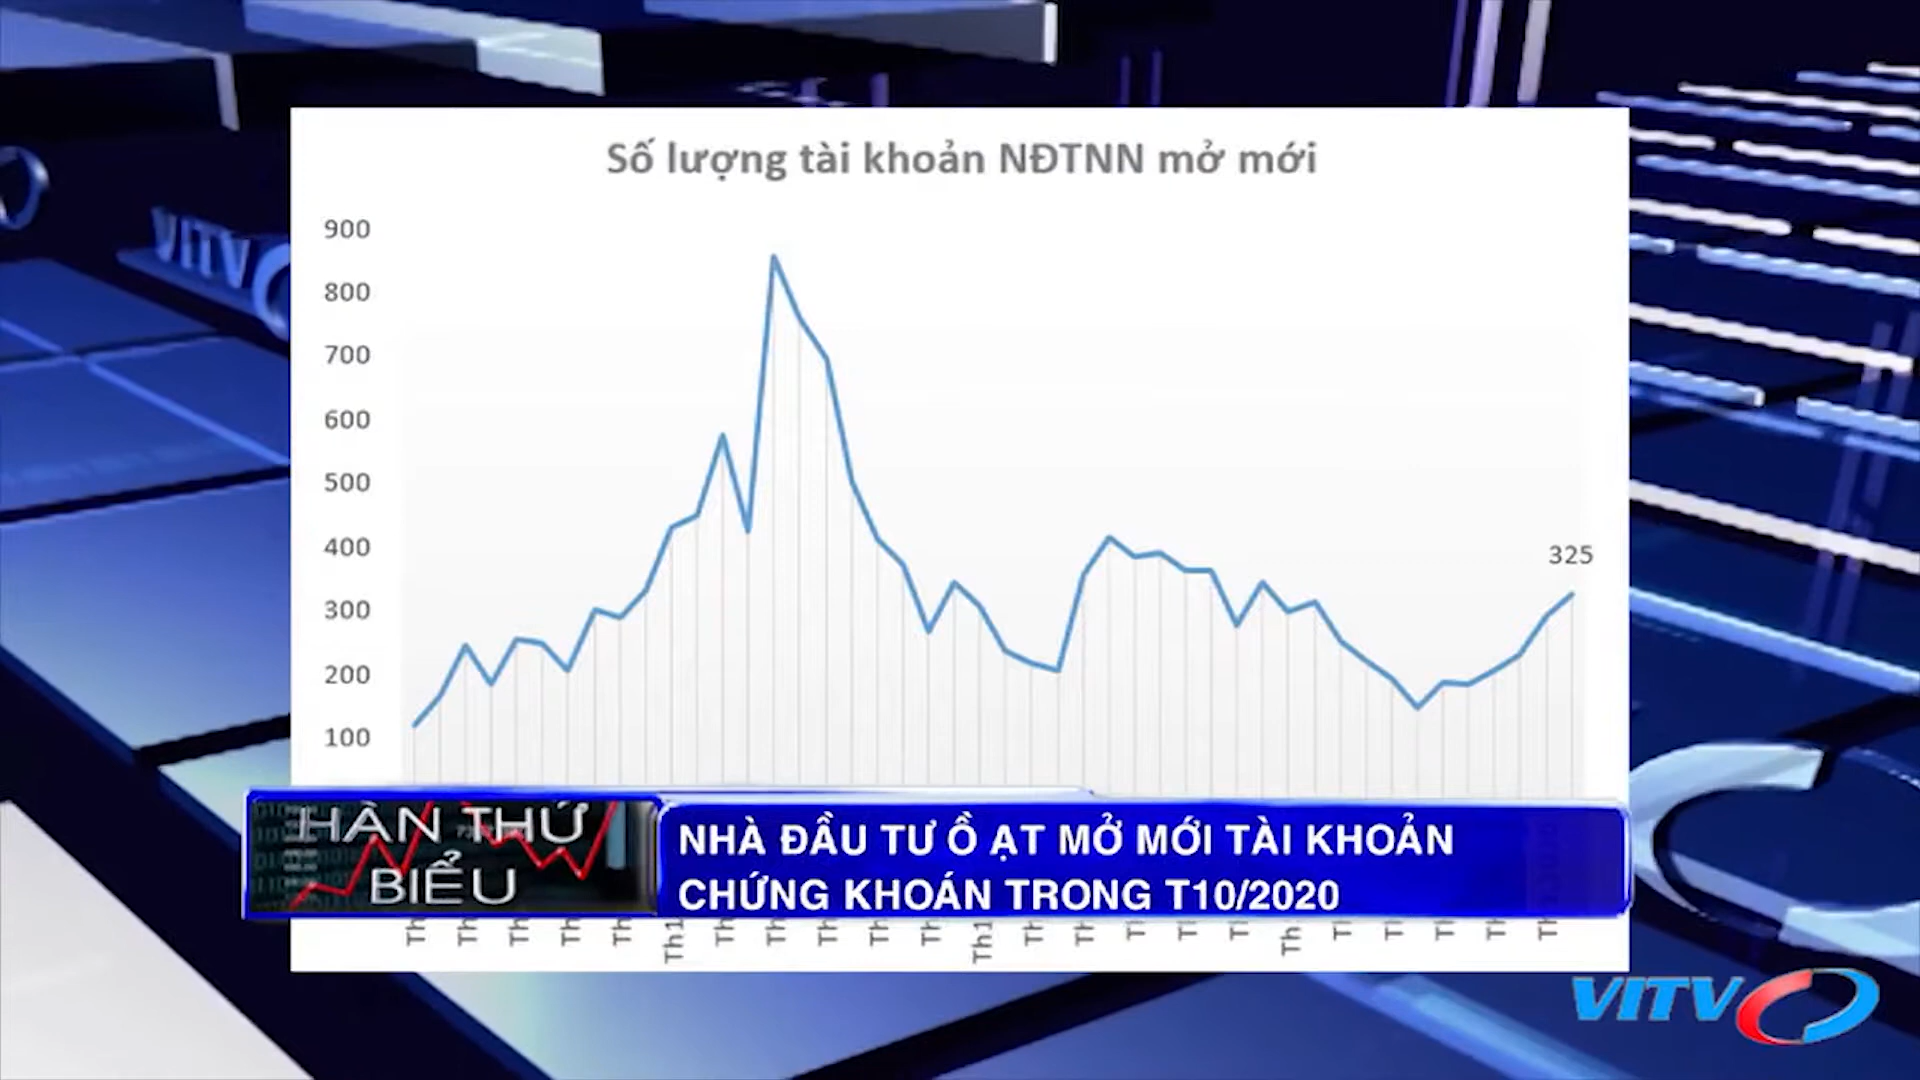 VITV
Số lượng tài khoản NĐTNN mở mới
900
800
700
600
500
400
300
200
100
325
HÀN THỬ
BIỂU
NHÀ ĐẦU TƯ Ồ ẠT MỞ MỚI TÀI KHOẢN
CHỨNG KHOÁN TRONG T10/2020
VITV